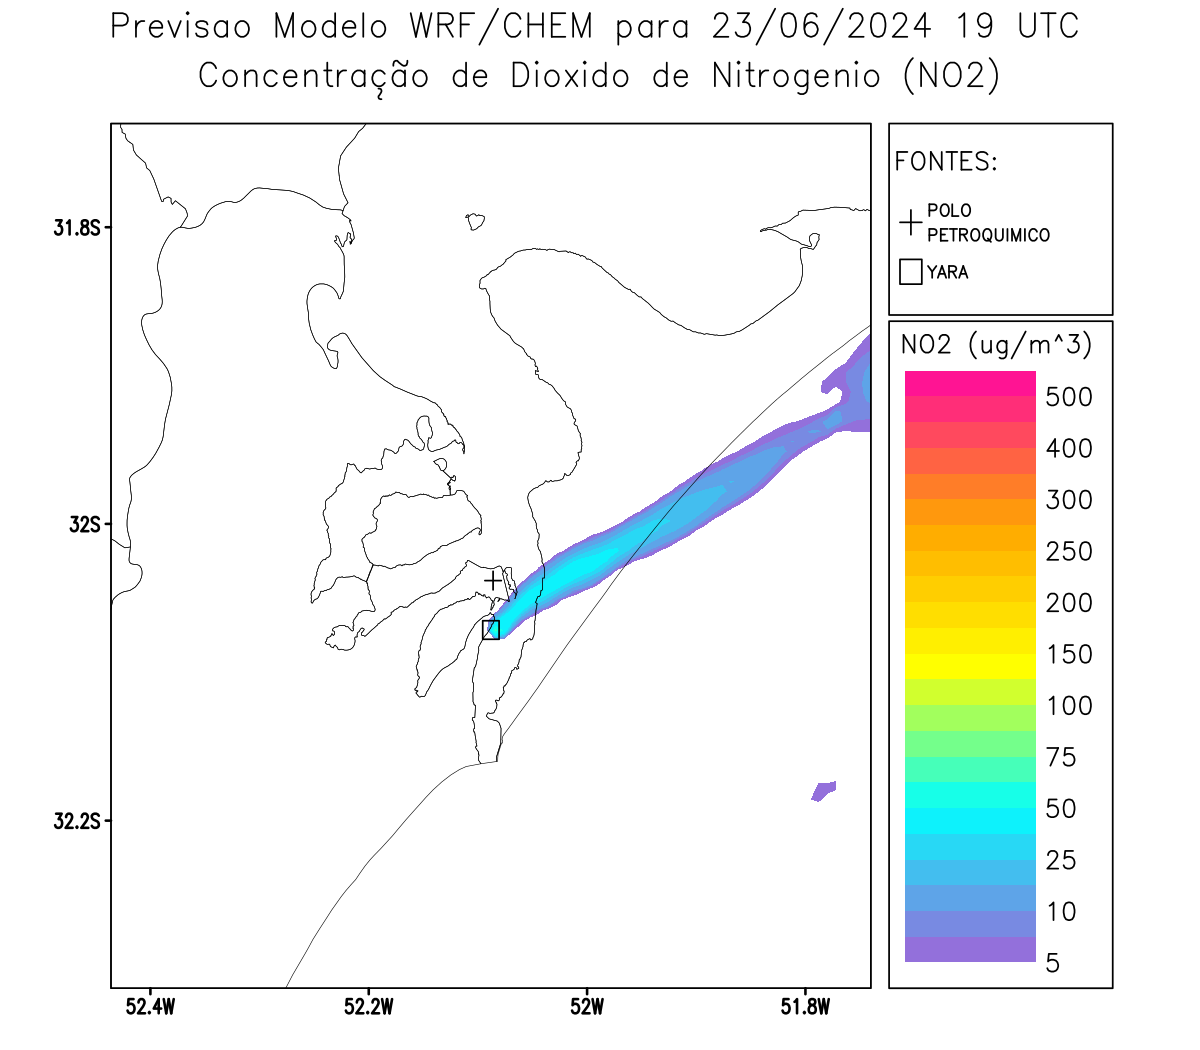 Previsao Modelo WRF/CHEM para 23/06/2024 19 UTC
Concentração de Dioxido de Nitrogenio (NO2)
FONTES:
POLO
PETROQUIMICO
YARA
NO2 (ug/m^3)
500
400
300
250
200
150
100
75
50
25
10
5
31.8S
32S
32.2S
52.4W
52.2W
52W
51.8W